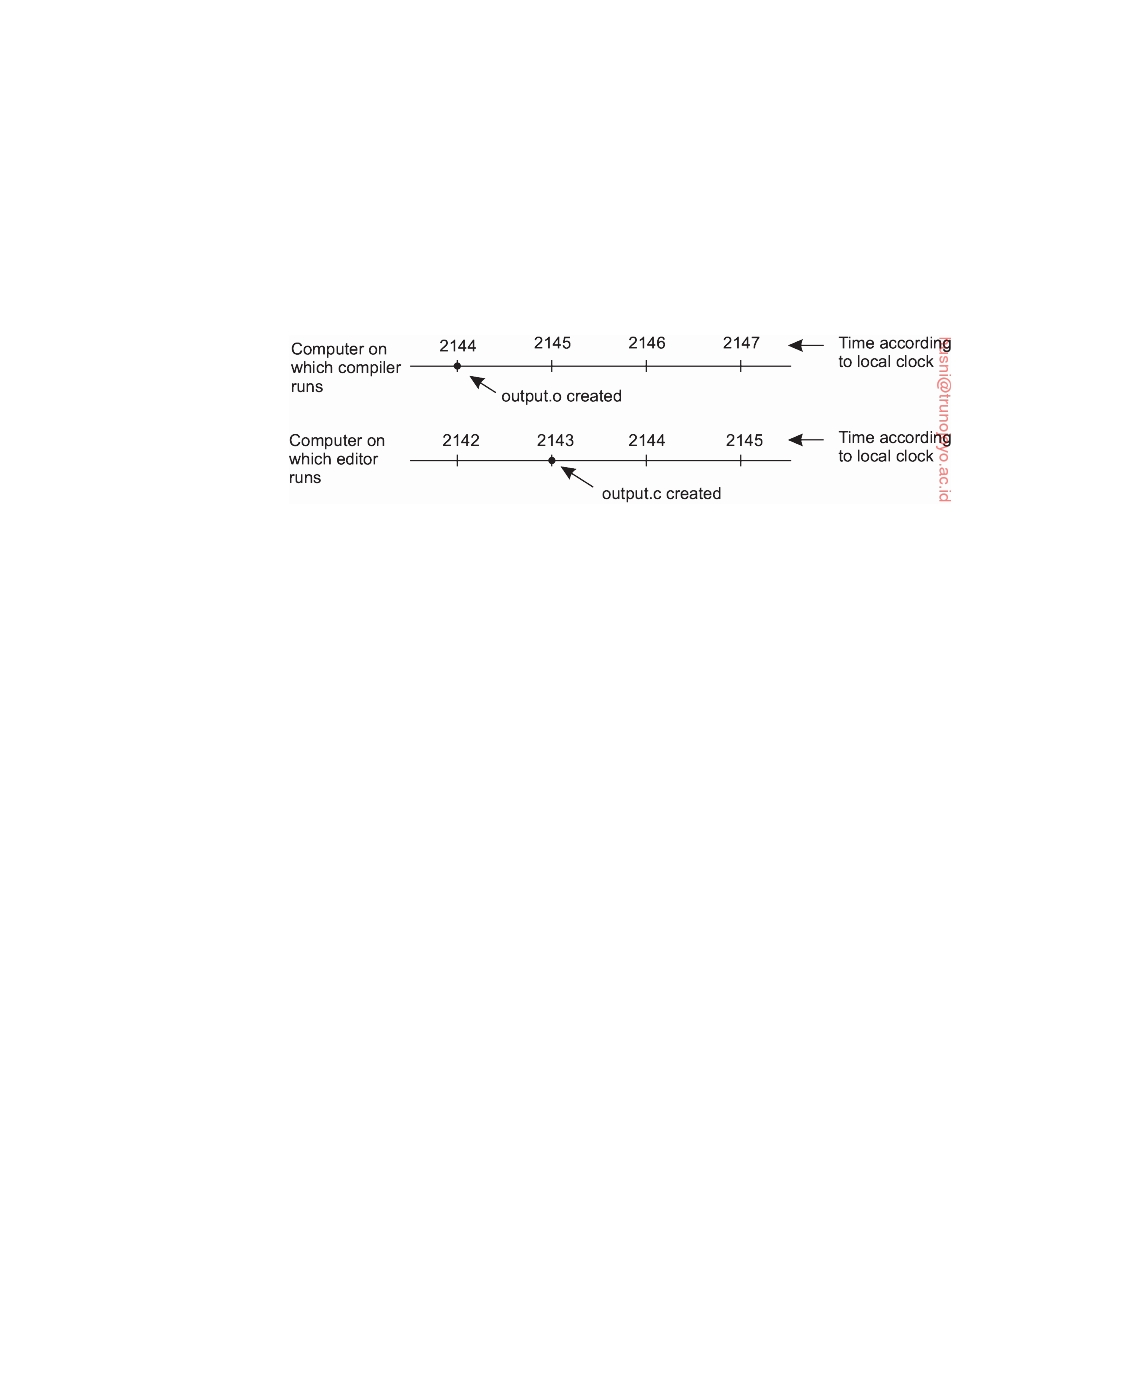 Computer on
which compiler
runs
2144 2145 2146 2147
Time according
to local clock
output.o created
Computer on
which editor
runs
2142 2143 2144 2145
Time according
to local clock
output.c created